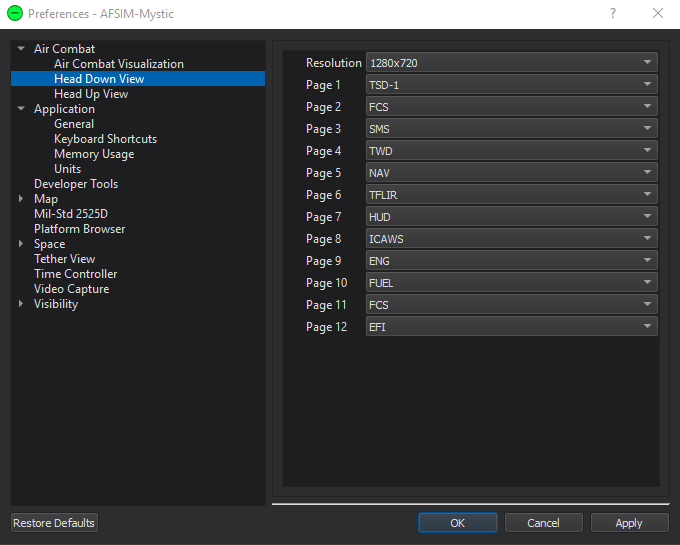 Preferences - AFSIM-Mystic
Air Combat
Air Combat Visualization
Head Down View
Head Up View
Application
General
Keyboard Shortcuts
Memory Usage
Units
Developer Tools
Map
Mil-Std 2525D
Platform Browser
Space
Tether View
Time Controller
Video Capture
Visibility
Resolution 1280x720
Page 1 TSD-1
Page 2 FCS
Page 3 SMS
Page 4 TWD
Page 5 NAV
Page 6 TFLIR
Page 7 HUD
Page 8 ICAWS
Page 9 ENG
Page 10 FUEL
Page 11 FCS
Page 12 EFI
Restore Defaults OK Cancel Apply